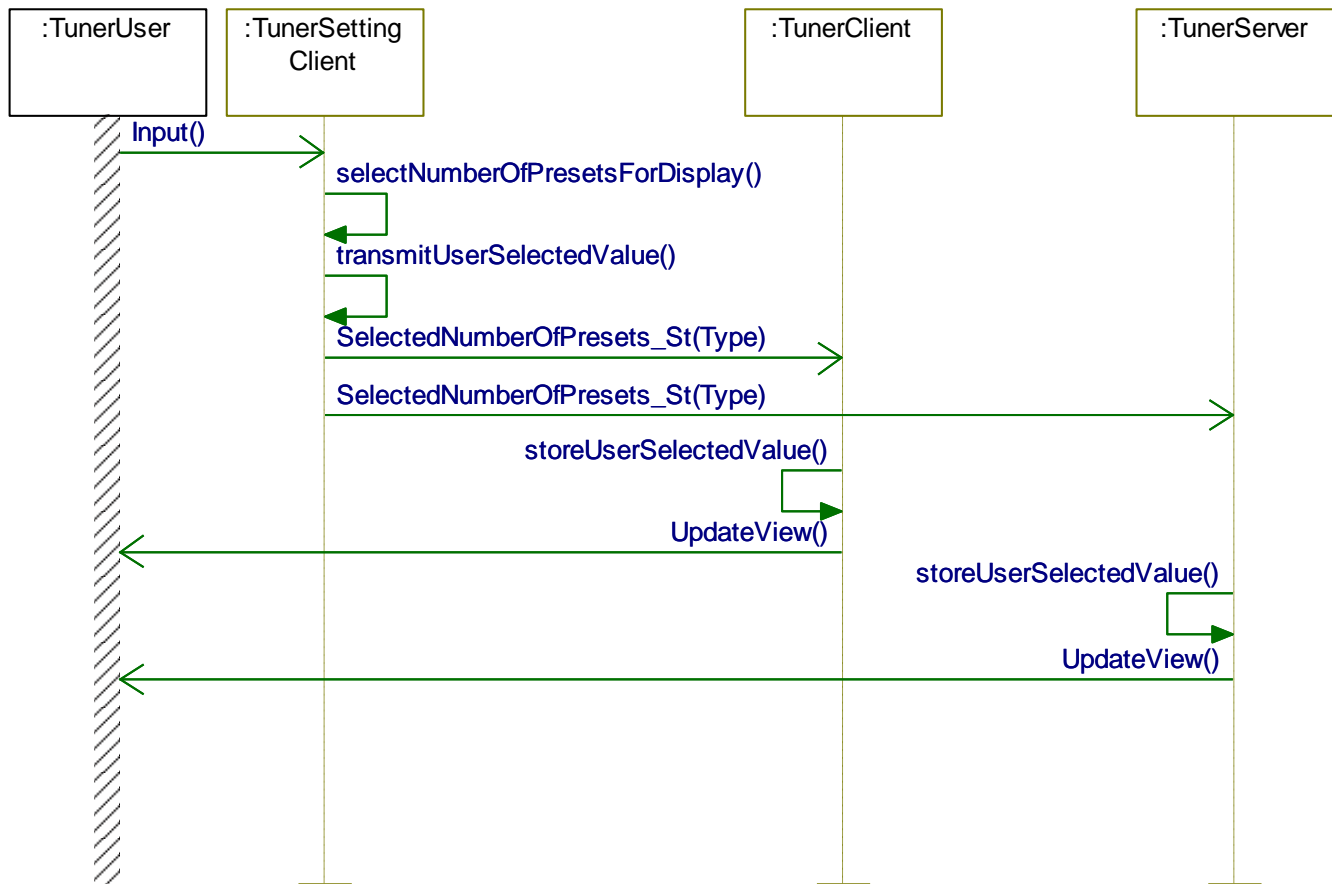 :TunerUser
:TunerSetting
Client
:TunerClient
:TunerServer
Input()
selectNumberOfPresetsForDisplay()
transmitUserSelectedValue()
SelectedNumberOfPresets_St(Type)
SelectedNumberOfPresets_St(Type)
storeUserSelectedValue()
UpdateView()
storeUserSelectedValue()
UpdateView()